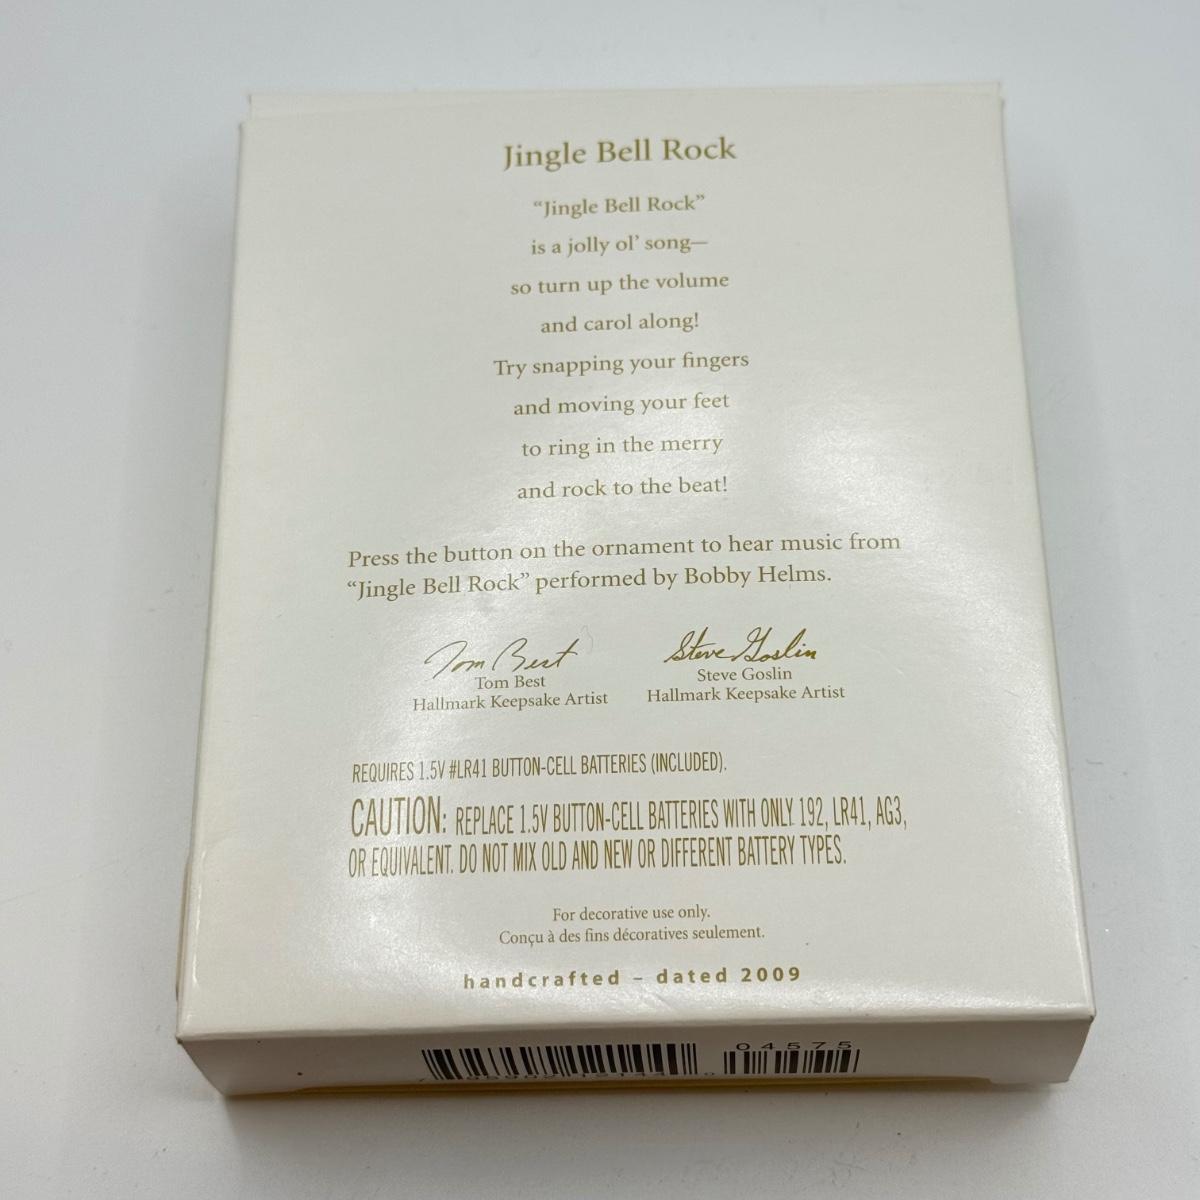 Jingle Bell Rock
“Jingle Bell Rock”
is a jolly ol’ song—
so turn up the volume
and carol along!
Try snapping your fingers
and moving your feet
to ring in the merry
and rock to the beat!
Press the button on the ornament to hear music from
“Jingle Bell Rock” performed by Bobby Helms.
Tom Best Steve Goslin
Tom Best Steve Goslin
Hallmark Keepsake Artist Hallmark Keepsake Artist
REQUIRES 1.5V #LR41 BUTTON-CELL BATTERIES (INCLUDED).
CAUTION: REPLACE 1.5V BUTTON-CELL BATTERIES WITH ONLY 192, LR41, AG3,
OR EQUIVALENT. DO NOT MIX OLD AND NEW OR DIFFERENT BATTERY TYPES.
For decorative use only.
Conçu à des fins décoratives seulement.
handcrafted – dated 2009
04575